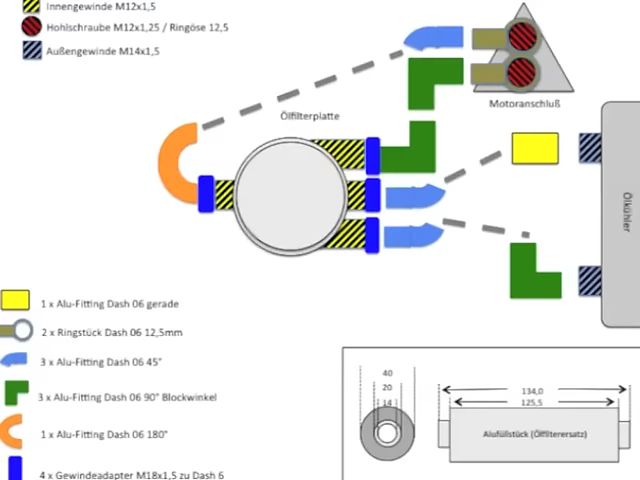 Innengewinde M12x1,5
Hohlschraube M12x1,25 / Ringöse 12,5
Außengewinde M14x1,5
Motoranschluß
Ölfilterplatte
Ölkühler
1 x Alu-Fitting Dash 06 gerade
2 x Ringstück Dash 06 12,5mm
3 x Alu-Fitting Dash 06 45°
3 x Alu-Fitting Dash 06 90° Blockwinkel
1 x Alu-Fitting Dash 06 180°
4 x Gewindeadapter M18x1,5 zu Dash 6
40
20
14
134,0
125,5
Alufüllstück (Ölfilterersatz)